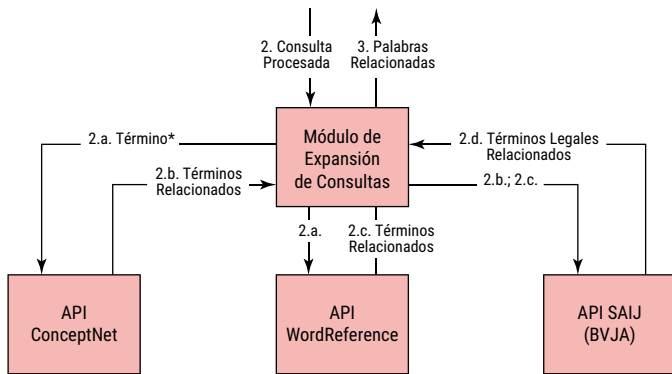 2. Consulta
Procesada
3. Palabras
Relacionadas
2.a. Término*
Módulo de
Expansión
de Consultas
2.d. Términos Legales
Relacionados
2.b. Términos
Relacionados
2.b.; 2.c.
2.a.
2.c. Términos
Relacionados
API
ConceptNet
API
WordReference
API SAIJ
(BVJA)